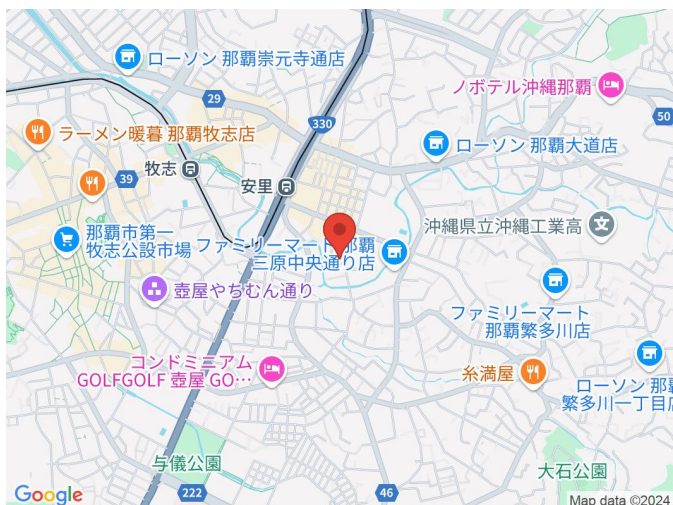 ローソン 那覇崇元寺通店
29
330
ノボテル沖縄那覇
50
ラーメン暖暮 那覇牧志店
ローソン 那覇大道店
牧志
39
安里
那覇市第一
牧志公設市場
ファミリーマート那覇
三原中央通り店
沖縄県立沖縄工業高
壺屋やちむん通り
ファミリーマート
那覇繁多川店
コンドミニアム
GOLFGOLF 壺屋 GO…
糸満屋
ローソン 那覇
繁多川一丁目店
与儀公園
大石公園
222
46
Google
Map data ©2024